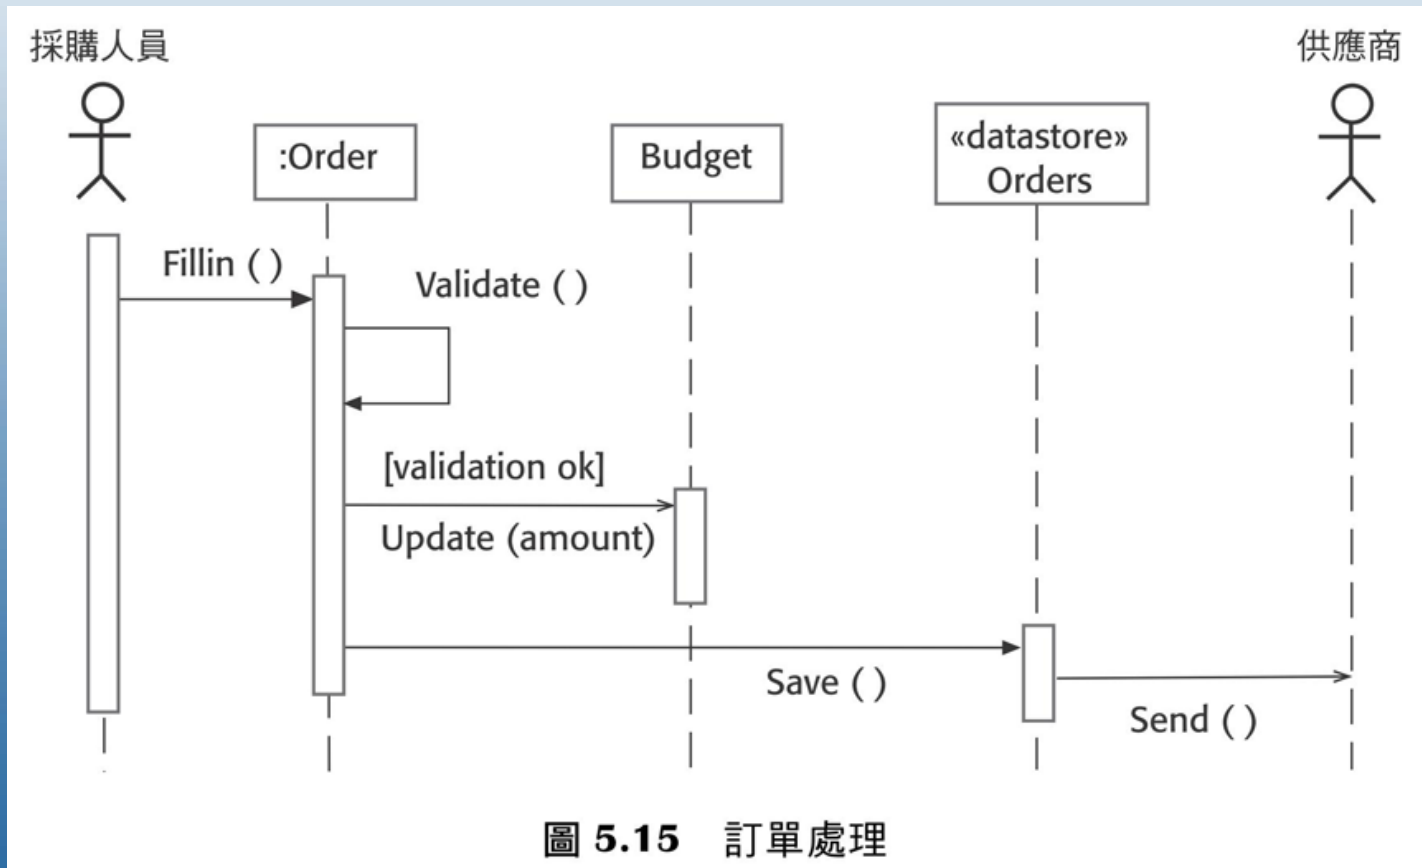 採購人員
供應商
:Order
Budget
«datastore»
Orders
Fillin ( )
Validate ( )
[validation ok]
Update (amount)
Save ( )
Send ( )
圖 5.15 訂單處理